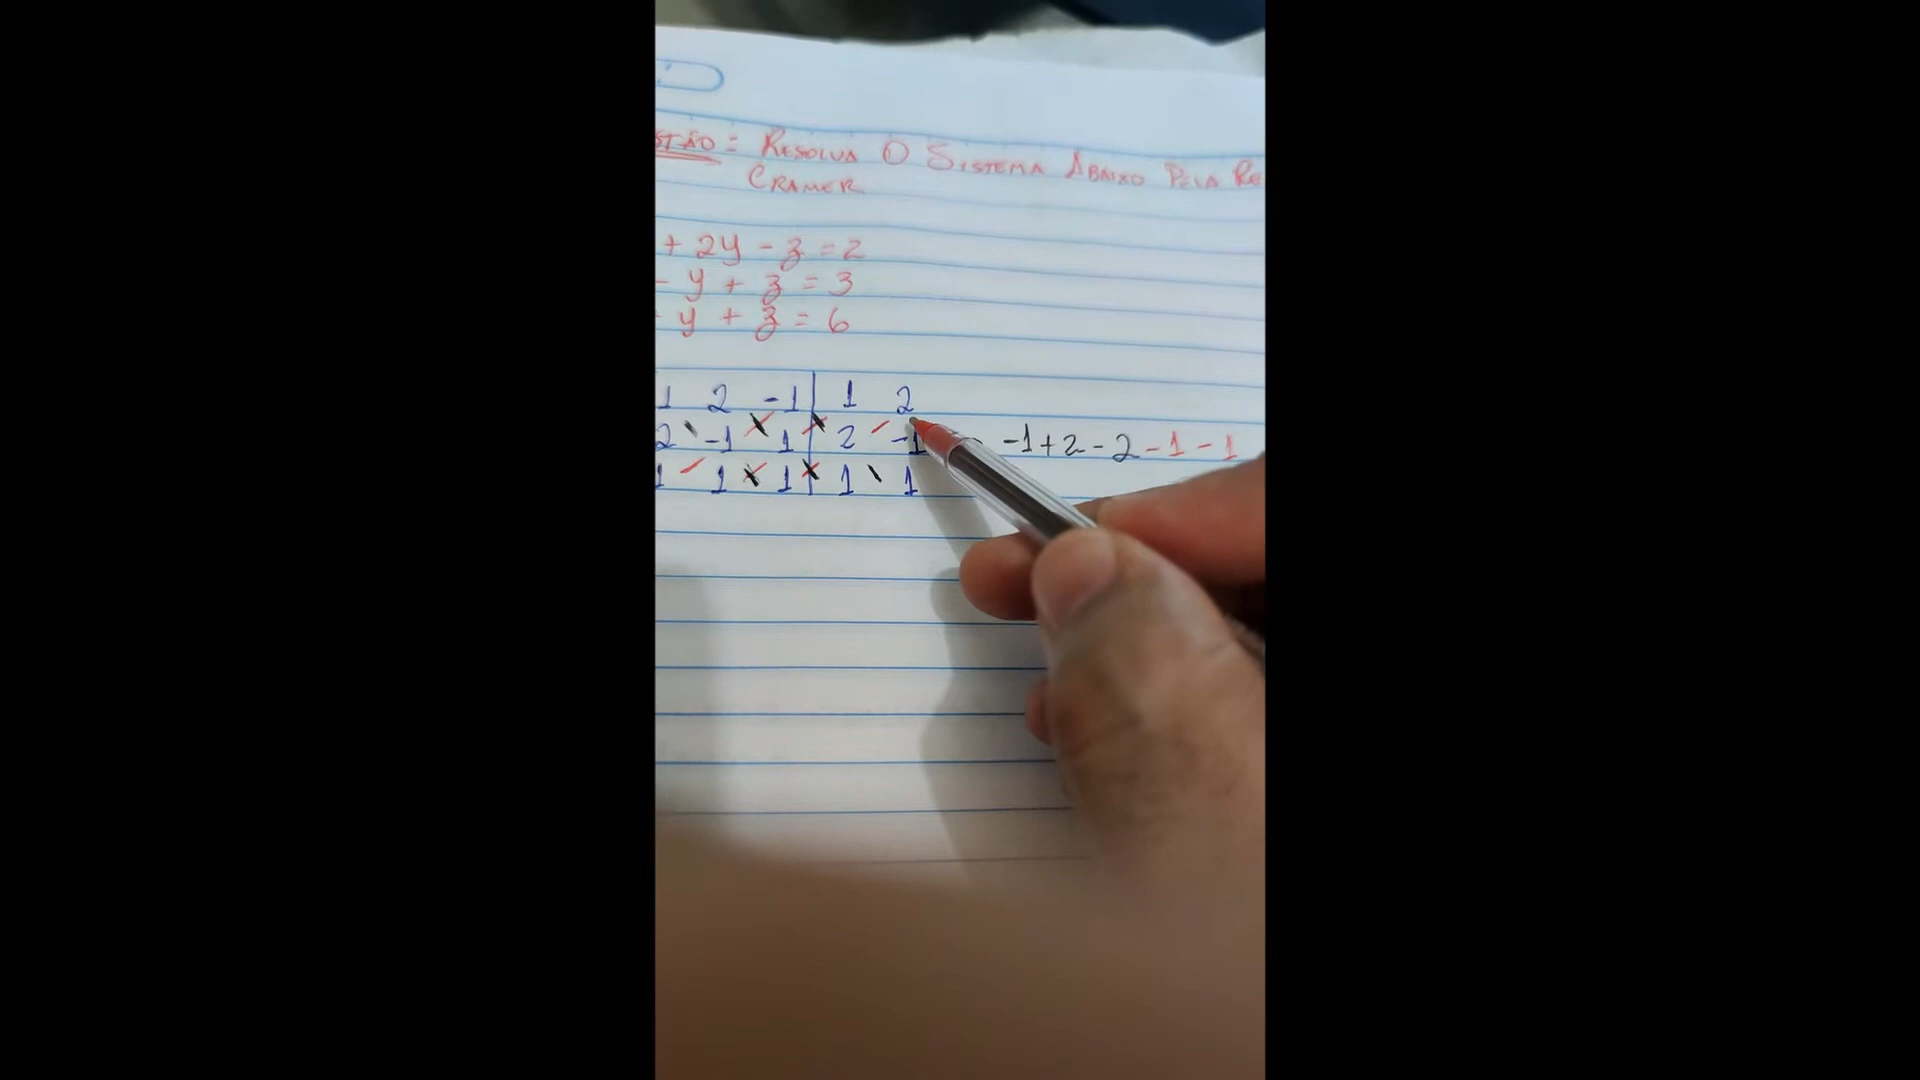 STÃO: RESOLVA O SISTEMA ABAIXO PELA RE
CRAMER
+ 2y - z = 2
- y + z = 3
y + z = 6
1 2 -1 | 1 2
2 -1 1 | 2 -1 -1+2-2-1-1
1 1 1 | 1 1